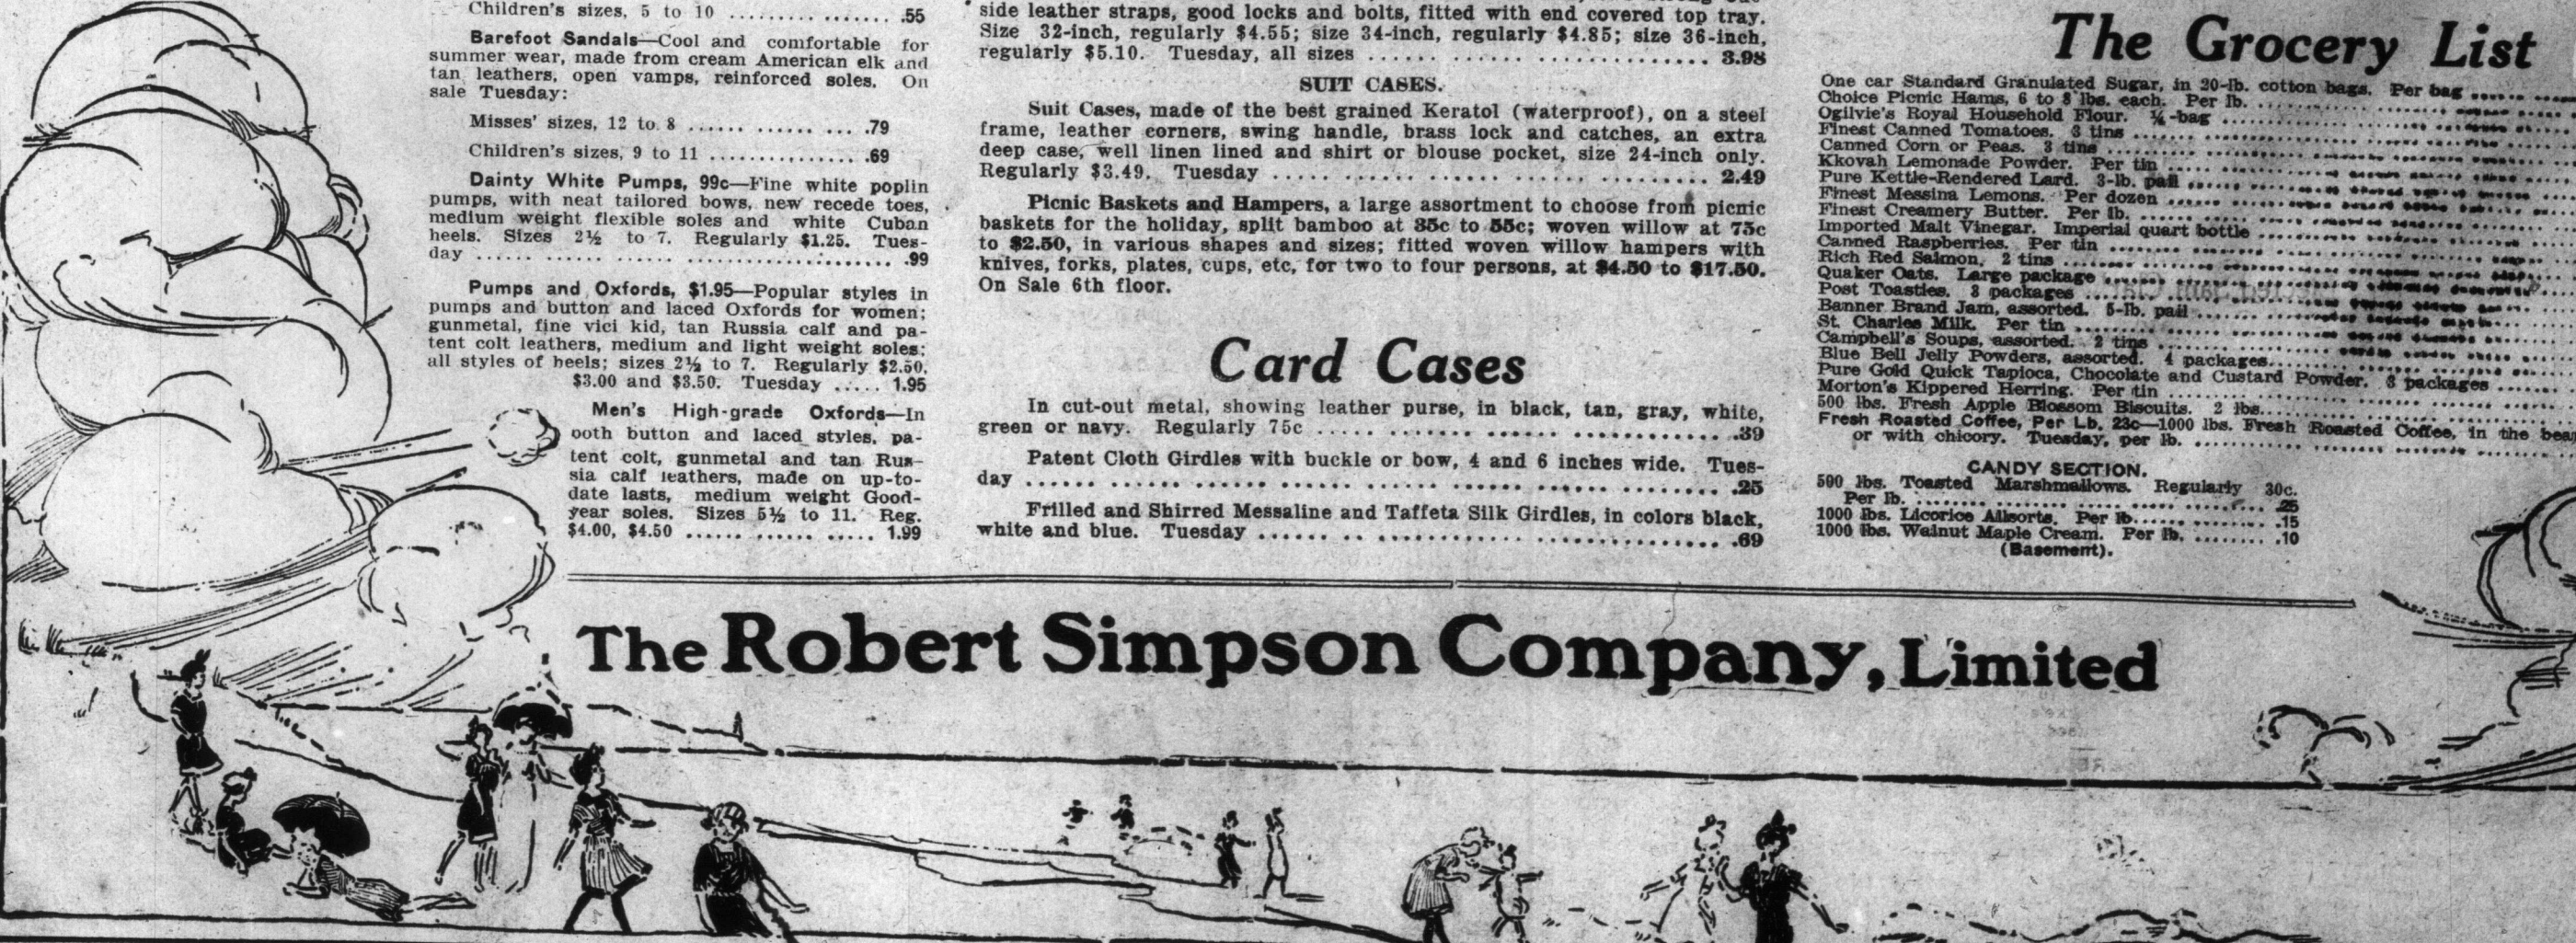 Children's sizes, 5 to 10 ................ .55
Barefoot Sandals—Cool and comfortable for
summer wear, made from cream American elk and
tan leathers, open vamps, reinforced soles. On
sale Tuesday:
Misses' sizes, 12 to 8 ................ .79
Children's sizes, 9 to 11 ................ .69
Dainty White Pumps, 99c—Fine white poplin
pumps, with neat tailored bows, new recede toes,
medium weight flexible soles and white Cuban
heels. Sizes 2½ to 7. Regularly $1.25. Tues-
day ................ .99
Pumps and Oxfords, $1.95—Popular styles in
pumps and button and laced Oxfords for women;
gunmetal, fine vici kid, tan Russia calf and pa-
tent colt leathers, medium and light weight soles;
all styles of heels; sizes 2½ to 7. Regularly $2.50,
$3.00 and $3.50. Tuesday ..... 1.95
Men's High-grade Oxfords—In
ooth button and laced styles, pa-
tent colt, gunmetal and tan Rus-
sia calf leathers, made on up-to-
date lasts, medium weight Good-
year soles. Sizes 5½ to 11. Reg.
$4.00, $4.50 ................ 1.99
side leather straps, good locks and bolts, fitted with end covered top tray.
Size 32-inch, regularly $4.55; size 34-inch, regularly $4.85; size 36-inch,
regularly $5.10. Tuesday, all sizes ................ 3.98
SUIT CASES.
Suit Cases, made of the best grained Keratol (waterproof), on a steel
frame, leather corners, swing handle, brass lock and catches, an extra
deep case, well linen lined and shirt or blouse pocket, size 24-inch only.
Regularly $3.49. Tuesday ................ 2.49
Picnic Baskets and Hampers, a large assortment to choose from picnic
baskets for the holiday, split bamboo at 35c to 55c; woven willow at 75c
to $2.50, in various shapes and sizes; fitted woven willow hampers with
knives, forks, plates, cups, etc, for two to four persons, at $4.50 to $17.50.
On Sale 6th floor.
Card Cases
In cut-out metal, showing leather purse, in black, tan, gray, white,
green or navy. Regularly 75c ................ .39
Patent Cloth Girdles with buckle or bow, 4 and 6 inches wide. Tues-
day ................ .25
Frilled and Shirred Messaline and Taffeta Silk Girdles, in colors black,
white and blue. Tuesday ................ .69
The Grocery List
One car Standard Granulated Sugar, in 20-lb. cotton bags. Per bag ......
Choice Picnic Hams, 6 to 8 lbs. each. Per lb. ................
Ogilvie's Royal Household Flour. ¼-bag ................
Finest Canned Tomatoes. 3 tins ................
Canned Corn or Peas. 3 tins ................
Kkovah Lemonade Powder. Per tin ................
Pure Kettle-Rendered Lard. 3-lb. pail ................
Finest Messina Lemons. Per dozen ................
Finest Creamery Butter. Per lb. ................
Imported Malt Vinegar. Imperial quart bottle ................
Canned Raspberries. Per tin ................
Rich Red Salmon. 2 tins ................
Quaker Oats. Large package ................
Post Toasties. 3 packages ................
Banner Brand Jam, assorted. 5-lb. pail ................
St. Charles Milk. Per tin ................
Campbell's Soups, assorted. 2 tins ................
Blue Bell Jelly Powders, assorted. 4 packages ................
Pure Gold Quick Tapioca, Chocolate and Custard Powder. 3 packages ......
Morton's Kippered Herring. Per tin ................
500 lbs. Fresh Apple Blossom Biscuits. 2 lbs. ................
Fresh Roasted Coffee, Per Lb, 23c—1000 lbs. Fresh Roasted Coffee, in the bean
or with chicory. Tuesday, per lb. ................
CANDY SECTION.
500 lbs. Toasted Marshmallows. Regularly 30c.
Per lb. ................ .25
1000 lbs. Licorice Allsorts. Per lb. ................ .15
1000 lbs. Walnut Maple Cream. Per lb. ......... .10
(Basement).
The Robert Simpson Company, Limited